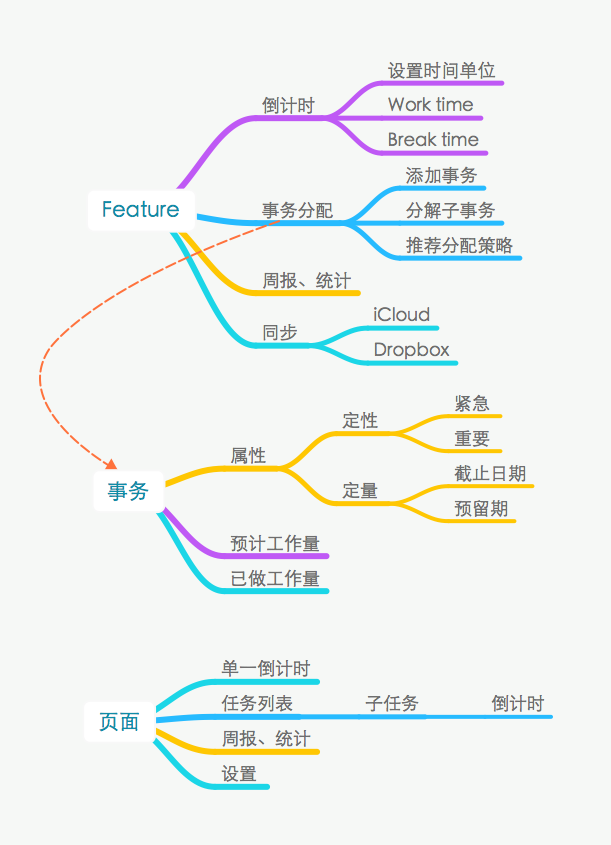 Feature
倒计时
设置时间单位
Work time
Break time
事务分配
添加事务
分解子事务
推荐分配策略
周报、统计
同步
iCloud
Dropbox
事务
属性
定性
紧急
重要
定量
截止日期
预留期
预计工作量
已做工作量
页面
单一倒计时
任务列表
子任务
倒计时
周报、统计
设置